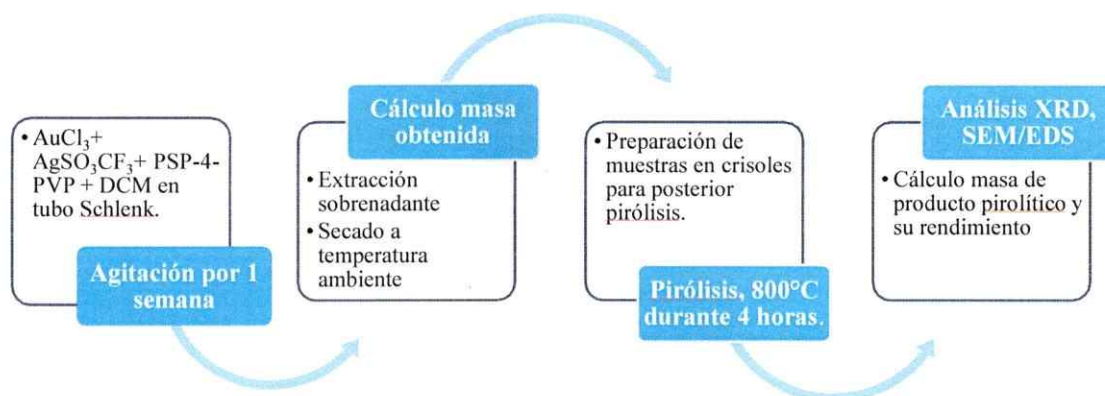 • AuCl₃+
AgSO₃CF₃+ PSP-4-
PVP + DCM en
tubo Schlenk.
Agitación por 1
semana
Cálculo masa
obtenida
• Extracción
sobrenadante
• Secado a
temperatura
ambiente
• Preparación de
muestras en crisoles
para posterior
pirólisis.
Pirólisis, 800°C
durante 4 horas.
Análisis XRD,
SEM/EDS
• Cálculo masa de
producto pirolítico y
su rendimiento